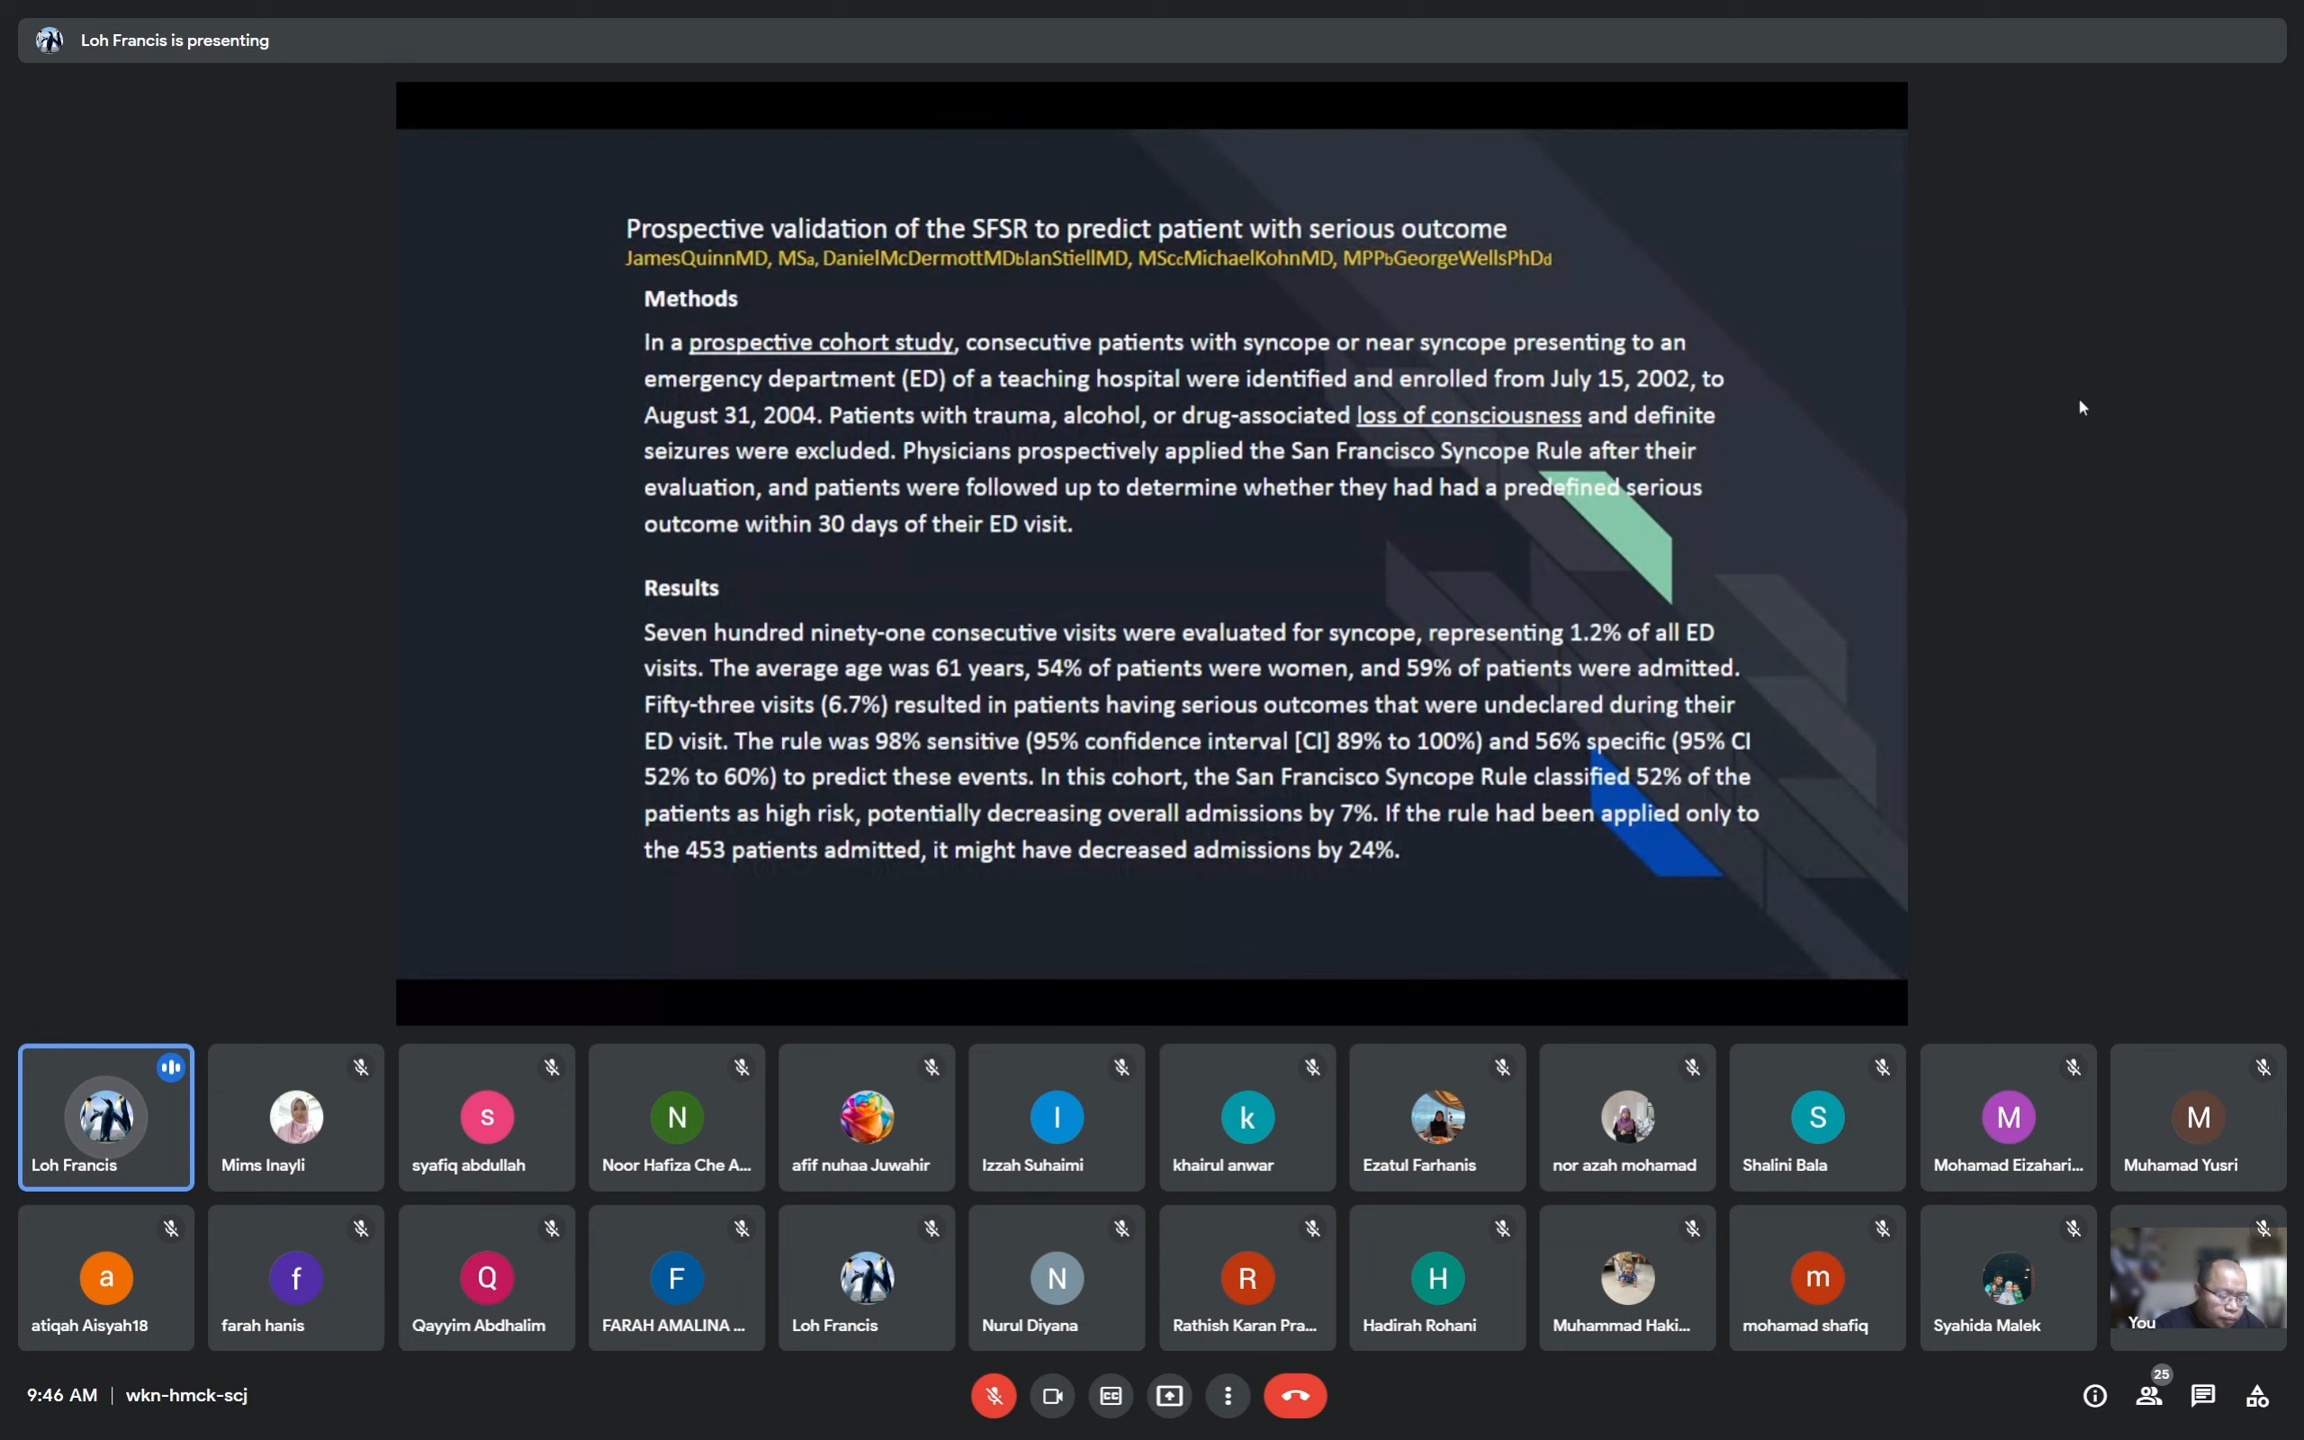 Loh Francis is presenting
Prospective validation of the SFSR to predict patient with serious outcome
JamesQuinnMD, MSa, DanielMcDermottMDbIanStiellMD, MSccMichaelKohnMD, MPPbGeorgeWellsPhDd
Methods
In a prospective cohort study, consecutive patients with syncope or near syncope presenting to an
emergency department (ED) of a teaching hospital were identified and enrolled from July 15, 2002, to
August 31, 2004. Patients with trauma, alcohol, or drug-associated loss of consciousness and definite
seizures were excluded. Physicians prospectively applied the San Francisco Syncope Rule after their
evaluation, and patients were followed up to determine whether they had had a predefined serious
outcome within 30 days of their ED visit.
Results
Seven hundred ninety-one consecutive visits were evaluated for syncope, representing 1.2% of all ED
visits. The average age was 61 years, 54% of patients were women, and 59% of patients were admitted.
Fifty-three visits (6.7%) resulted in patients having serious outcomes that were undeclared during their
ED visit. The rule was 98% sensitive (95% confidence interval [CI] 89% to 100%) and 56% specific (95% CI
52% to 60%) to predict these events. In this cohort, the San Francisco Syncope Rule classified 52% of the
patients as high risk, potentially decreasing overall admissions by 7%. If the rule had been applied only to
the 453 patients admitted, it might have decreased admissions by 24%.
s N I k S M M
Loh Francis Mims Inayli syafiq abdullah Noor Hafiza Che A... afif nuhaa Juwahir Izzah Suhaimi khairul anwar Ezatul Farhanis nor azah mohamad Shalini Bala Mohamad Eizahari... Muhamad Yusri
a f Q F N R H m
atiqah Aisyah18 farah hanis Qayyim Abdhalim FARAH AMALINA ... Loh Francis Nurul Diyana Rathish Karan Pra... Hadirah Rohani Muhammad Haki... mohamad shafiq Syahida Malek You
9:46 AM | wkn-hmck-scj CC 25